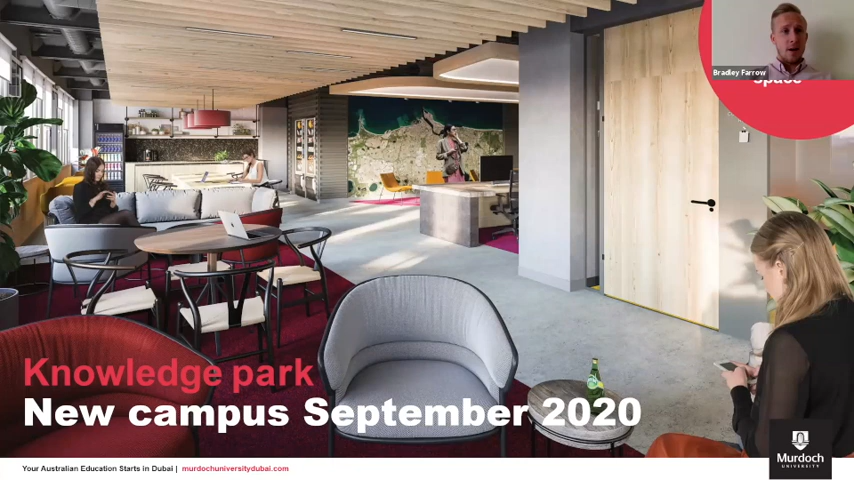 Bradley Farrow
Space
Knowledge park
New campus September 2020
Your Australian Education Starts in Dubai | murdochuniversitydubai.com
Murdoch
UNIVERSITY